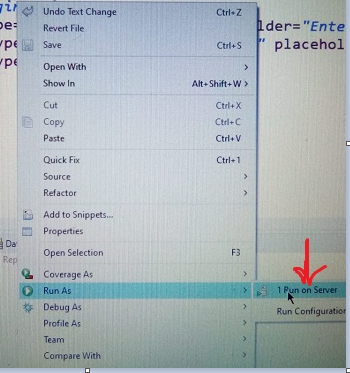 lder="Ente
ype
" placehol
ype
Undo Text Change Ctrl+Z
Revert File
Save Ctrl+S
Open With >
Show In Alt+Shift+W >
Cut Ctrl+X
Copy Ctrl+C
Paste Ctrl+V
Quick Fix Ctrl+1
Source >
Refactor >
Add to Snippets...
Properties
Open Selection F3
Coverage As >
Run As >
1 Run on Server
Run Configuration
Debug As >
Profile As >
Team >
Compare With >
Da
Rep